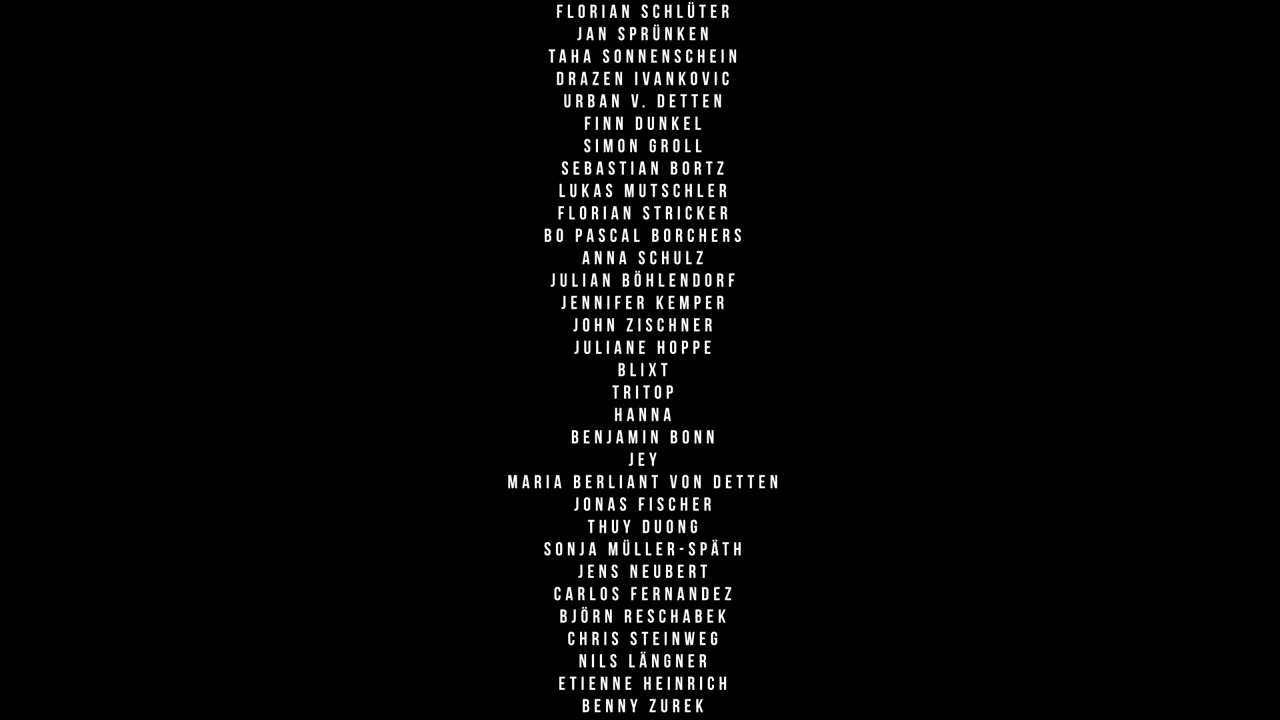 FLORIAN SCHLÜTER
JAN SPRÜNKEN
TAHA SONNENSCHEIN
DRAZEN IVANKOVIC
URBAN V. DETTEN
FINN DUNKEL
SIMON GROLL
SEBASTIAN BORTZ
LUKAS MUTSCHLER
FLORIAN STRICKER
BO PASCAL BORCHERS
ANNA SCHULZ
JULIAN BÖHLENDORF
JENNIFER KEMPER
JOHN ZISCHNER
JULIANE HOPPE
BLIXT
TRITOP
HANNA
BENJAMIN BONN
JEY
MARIA BERLIANT VON DETTEN
JONAS FISCHER
THUY DUONG
SONJA MÜLLER-SPÄTH
JENS NEUBERT
CARLOS FERNANDEZ
BJÖRN RESCHABEK
CHRIS STEINWEG
NILS LÄNGNER
ETIENNE HEINRICH
BENNY ZUREK